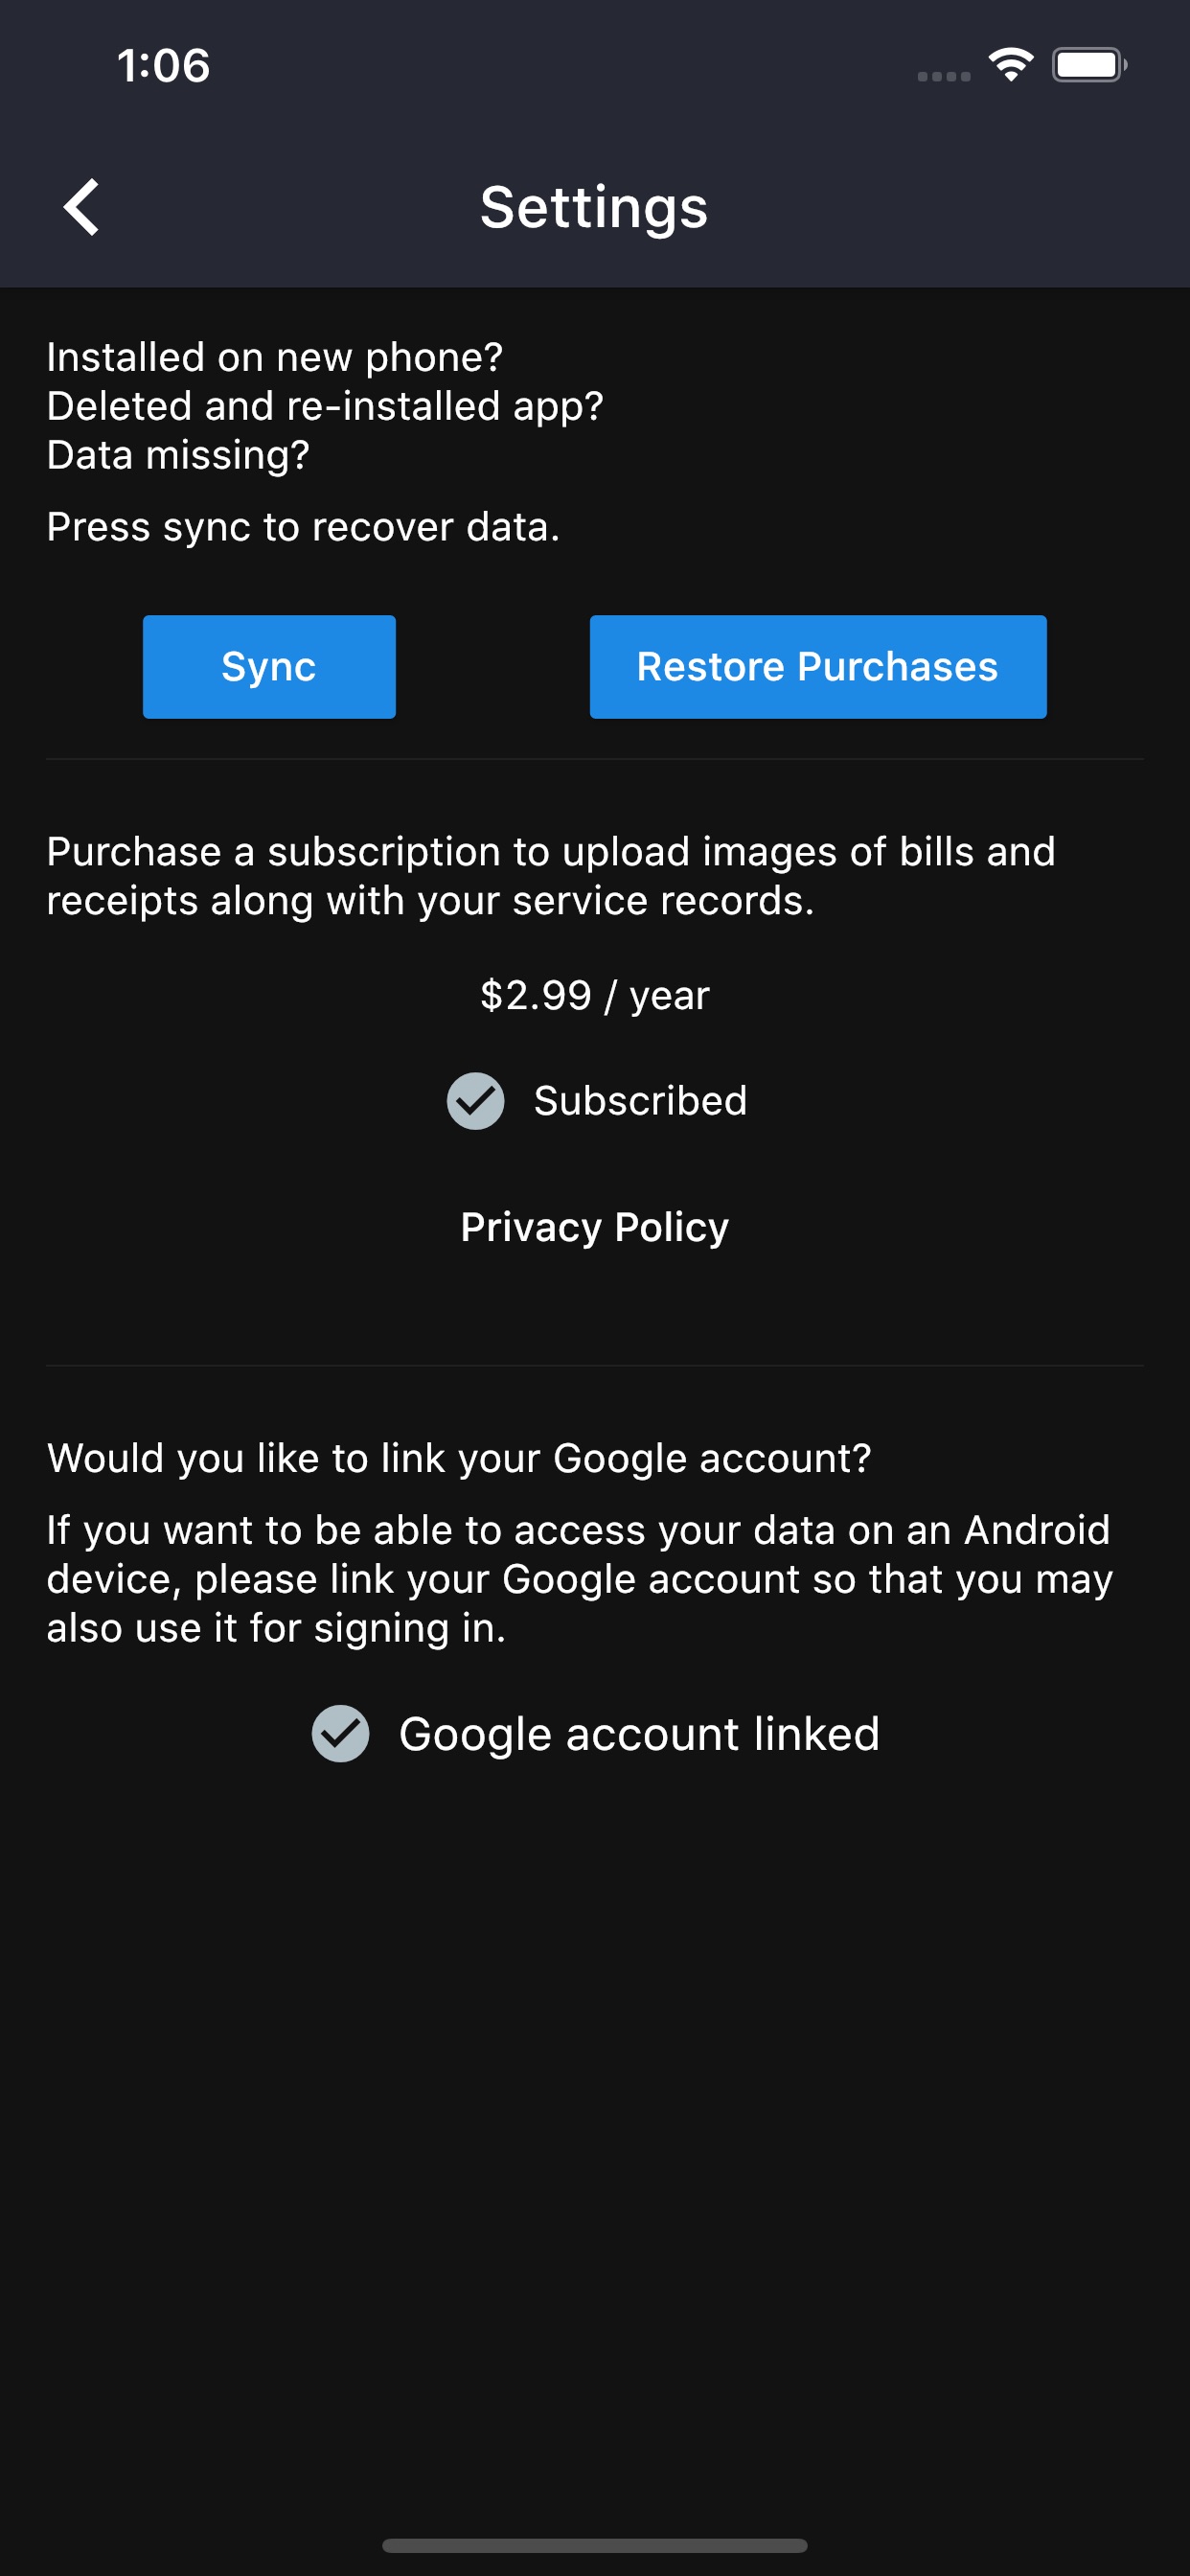 1:06
Settings
Installed on new phone?
Deleted and re-installed app?
Data missing?
Press sync to recover data.
Sync
Restore Purchases
Purchase a subscription to upload images of bills and
receipts along with your service records.
$2.99 / year
Subscribed
Privacy Policy
Would you like to link your Google account?
If you want to be able to access your data on an Android
device, please link your Google account so that you may
also use it for signing in.
Google account linked